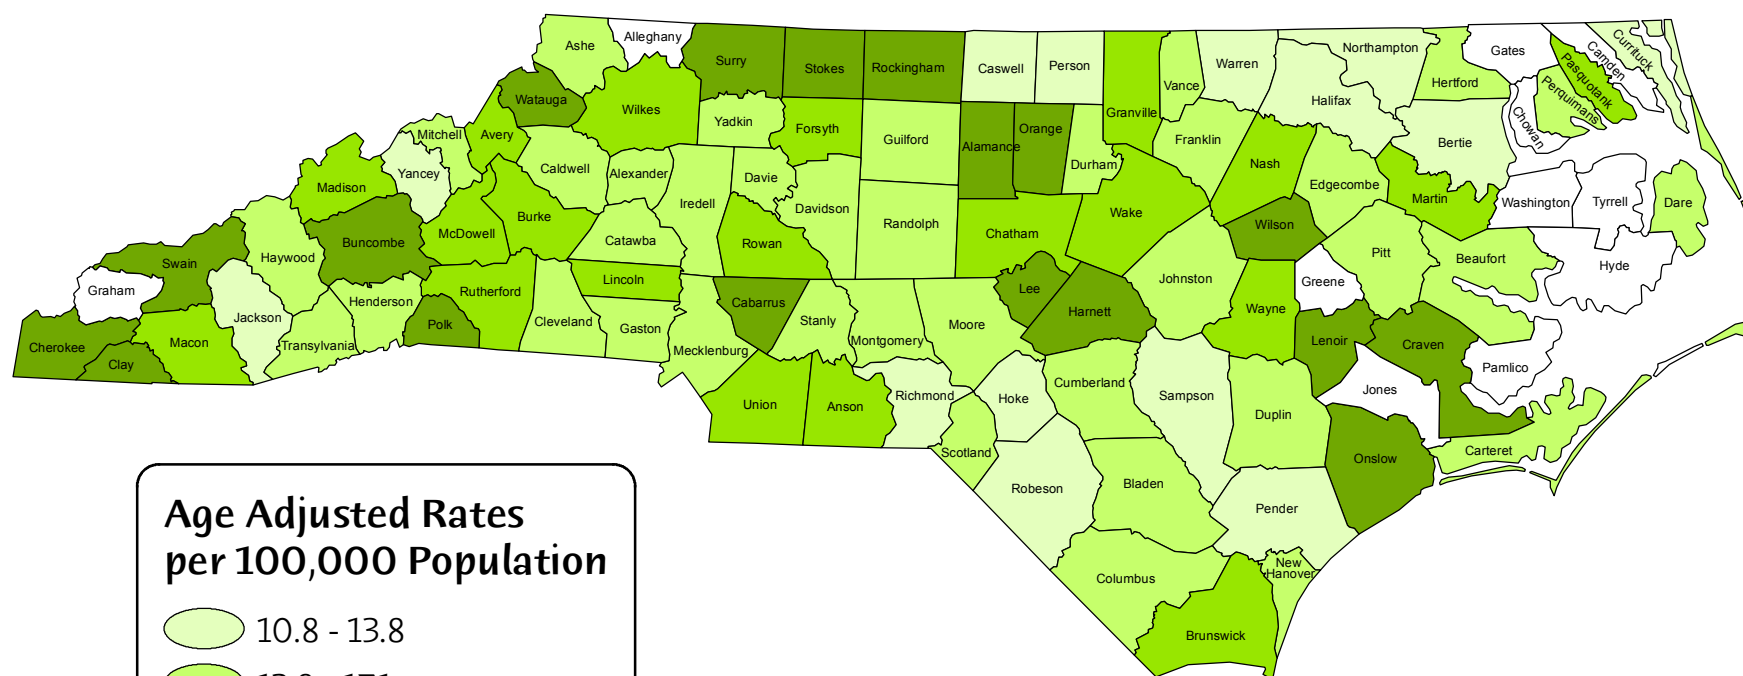 Ashe
Alleghany
Surry
Stokes
Rockingham
Caswell
Person
Granville
Vance
Warren
Northampton
Halifax
Hertford
Gates
Pasquotank
Camden
Currituck
Perquimans
Chowan
Watauga
Wilkes
Yadkin
Forsyth
Guilford
Alamance
Orange
Durham
Franklin
Nash
Edgecombe
Bertie
Martin
Washington
Tyrrell
Dare
Mitchell
Avery
Yancey
Caldwell
Alexander
Iredell
Davie
Davidson
Randolph
Chatham
Wake
Wilson
Johnston
Pitt
Beaufort
Hyde
Madison
Buncombe
McDowell
Burke
Catawba
Rowan
Swain
Haywood
Graham
Jackson
Henderson
Rutherford
Polk
Cleveland
Lincoln
Gaston
Cabarrus
Stanly
Mecklenburg
Montgomery
Moore
Lee
Harnett
Wayne
Greene
Lenoir
Craven
Pamlico
Jones
Cherokee
Clay
Macon
Transylvania
Union
Anson
Richmond
Hoke
Cumberland
Sampson
Duplin
Onslow
Carteret
Scotland
Robeson
Bladen
Pender
Columbus
New
Hanover
Brunswick
Age Adjusted Rates
per 100,000 Population
10.8 - 13.8